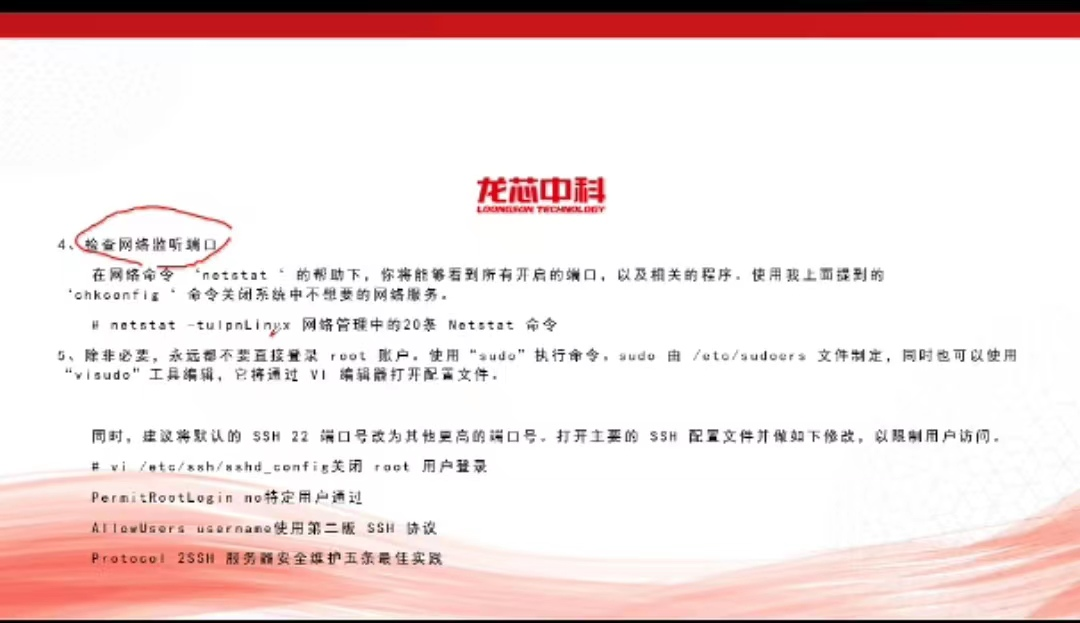 龙芯中科
LOONGSON TECHNOLOGY
4、检查网络监听端口
在网络命令 ‘netstat ‘ 的帮助下，你将能够看到所有开启的端口，以及相关的程序。使用我上面提到的
‘chkconfig ‘ 命令关闭系统中不想要的网络服务。
# netstat -tulpnLinux 网络管理中的20条 Netstat 命令
5、除非必要，永远都不要直接登录 root 账户。使用“sudo”执行命令。sudo 由 /etc/sudoers 文件制定，同时也可以使用
“visudo”工具编辑，它将通过 VI 编辑器打开配置文件。
同时，建议将默认的 SSH 22 端口号改为其他更高的端口号。打开主要的 SSH 配置文件并做如下修改，以限制用户访问。
# vi /etc/ssh/sshd_config关闭 root 用户登录
PermitRootLogin no特定用户通过
AllowUsers username使用第二版 SSH 协议
Protocol 2SSH 服务器安全维护五条最佳实践